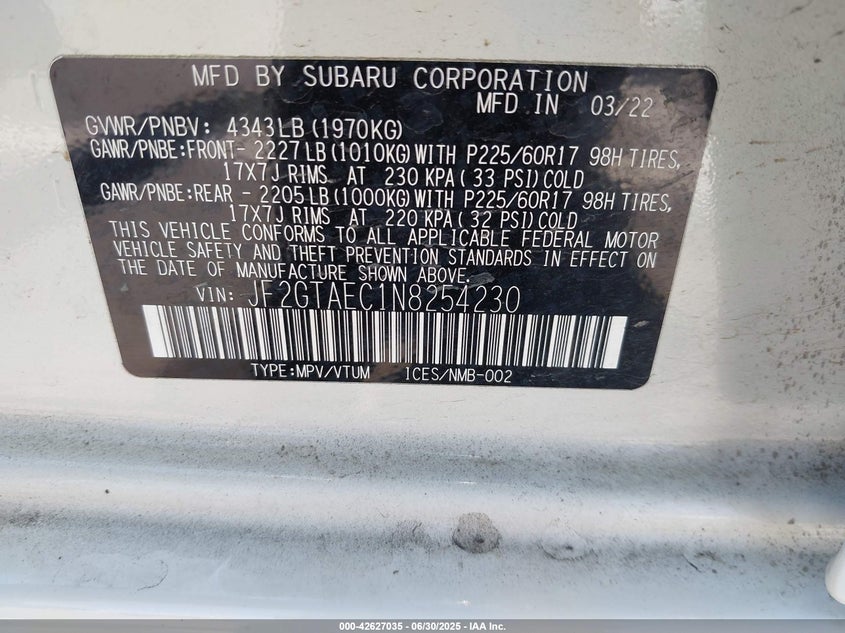 MFD BY SUBARU CORPORATION
MFD IN 03/22
GVWR/PNBV: 4343LB(1970KG)
GAWR/PNBE:FRONT- 2227LB(1010KG)WITH P225/60R17 98H TIRES,
17X7J RIMS AT 230 KPA(33 PSI)COLD
GAWR/PNBE:REAR - 2205LB(1000KG)WITH P225/60R17 98H TIRES,
17X7J RIMS AT 220 KPA(32 PSI)COLD
THIS VEHICLE CONFORMS TO ALL APPLICABLE FEDERAL MOTOR
VEHICLE SAFETY AND THEFT PREVENTION STANDARDS IN EFFECT ON
THE DATE OF MANUFACTURE SHOWN ABOVE.
VIN: JF2GTAEC1N8254230
TYPE:MPV/VTUM ICES/NMB-002
000-42627035 - 06/30/2025 - IAA Inc.